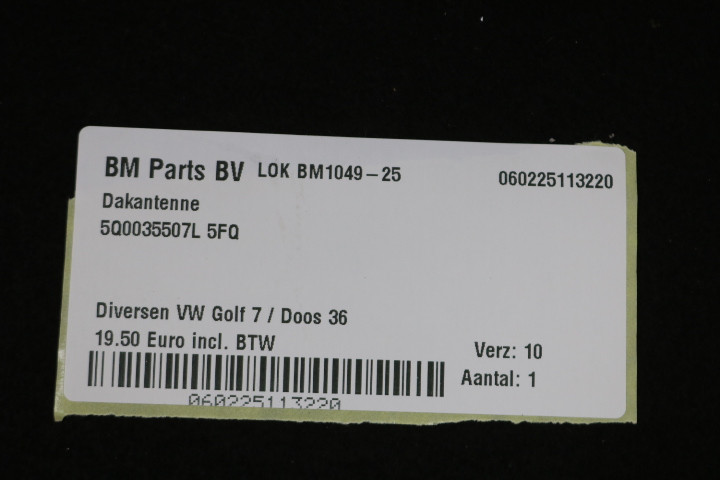 BM Parts BV LOK BM1049-25 060225113220
Dakantenne
5Q0035507L 5FQ
Diversen VW Golf 7 / Doos 36
19.50 Euro incl. BTW
Verz: 10
Aantal: 1
060225113220